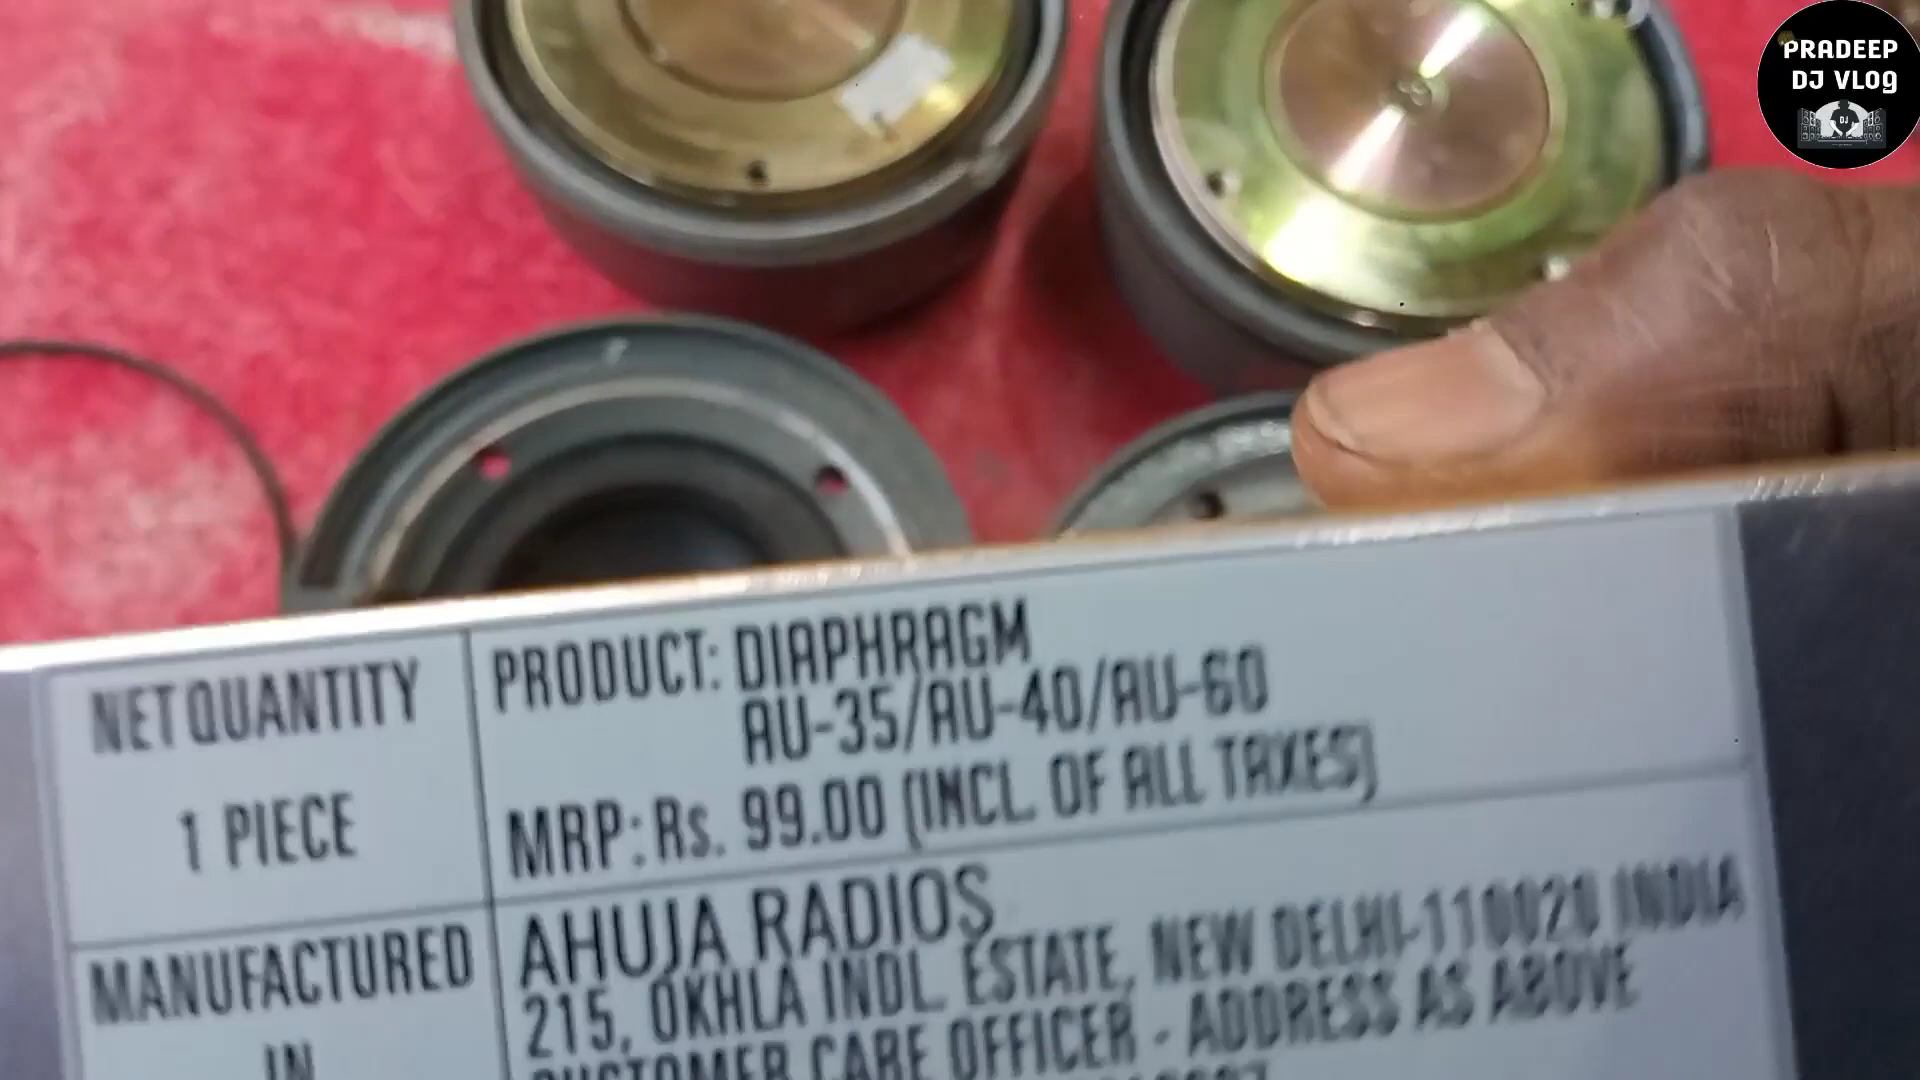 PRADEEP
DJ VLOG
DJ
NET QUANTITY
1 PIECE
PRODUCT: DIAPHRAGM
AU-35/AU-40/AU-60
MRP: Rs. 99.00 (INCL. OF ALL TAXES)
MANUFACTURED
IN
AHUJA RADIOS
215, OKHLA INDL. ESTATE, NEW DELHI-110020 INDIA
CUSTOMER CARE OFFICER - ADDRESS AS ABOVE